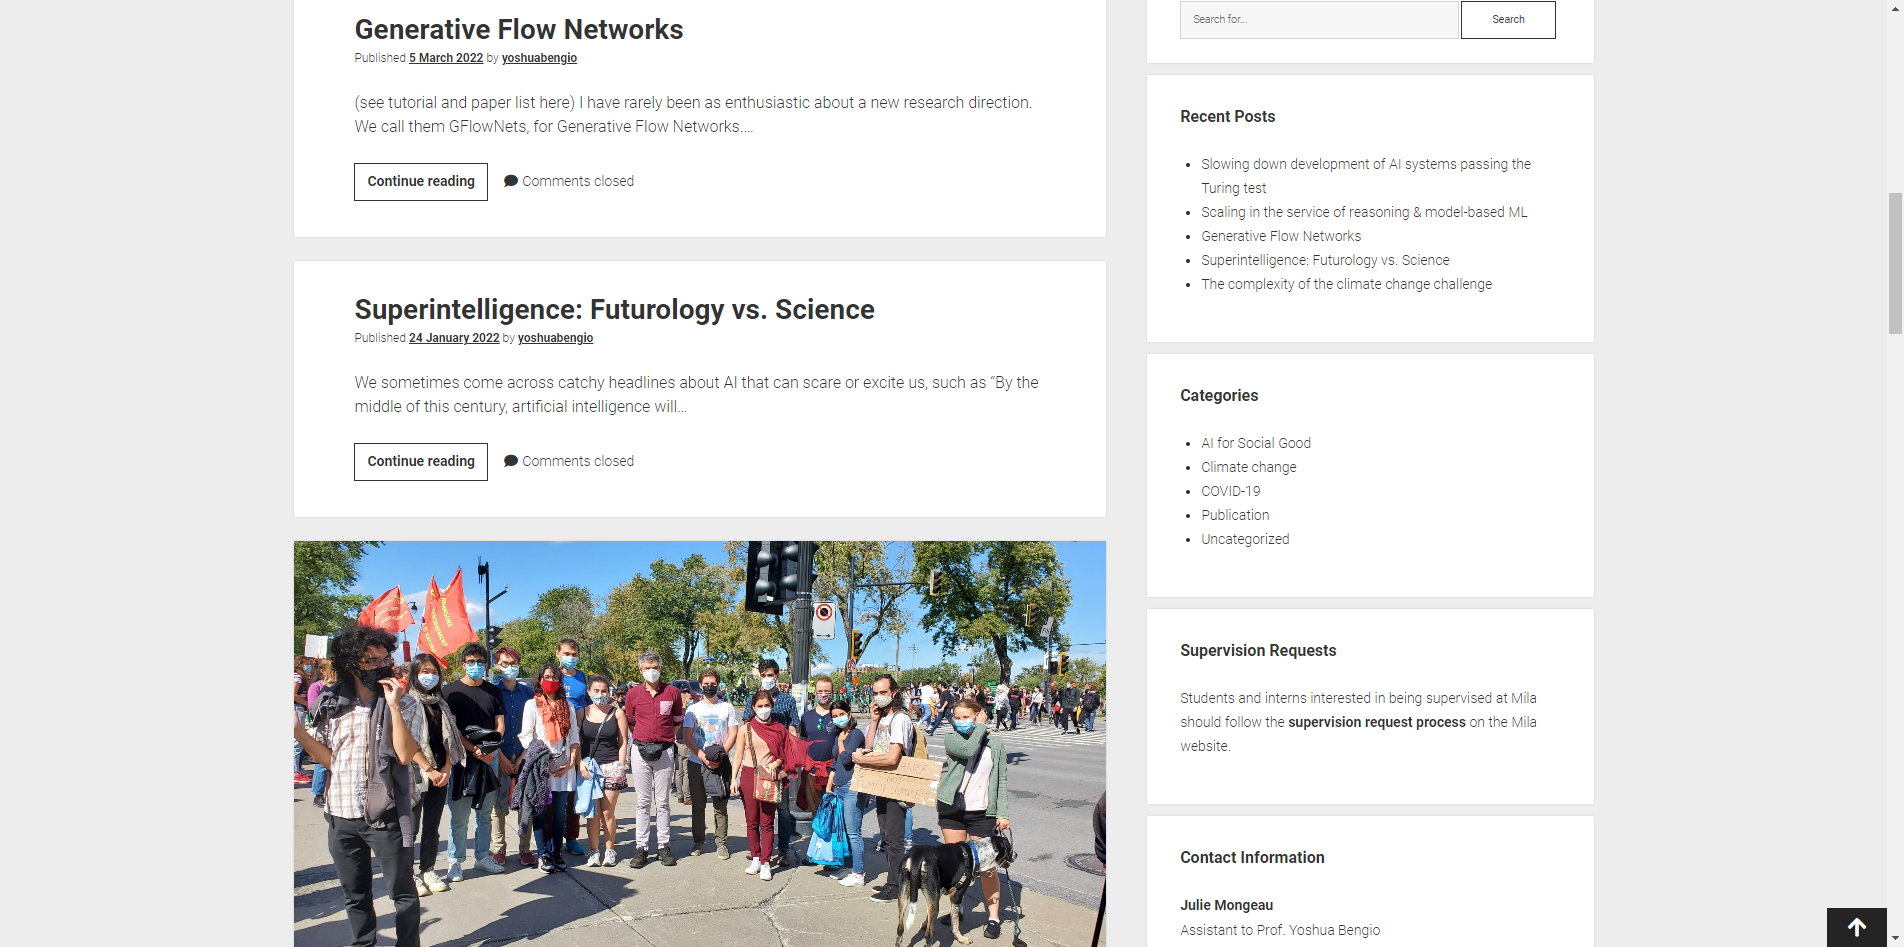 Generative Flow Networks
Published 5 March 2022 by yoshuabengio
(see tutorial and paper list here) I have rarely been as enthusiastic about a new research direction.
We call them GFlowNets, for Generative Flow Networks.…
Continue reading
Comments closed
Superintelligence: Futurology vs. Science
Published 24 January 2022 by yoshuabengio
We sometimes come across catchy headlines about AI that can scare or excite us, such as “By the
middle of this century, artificial intelligence will…
Continue reading
Comments closed
Search for...
Search
Recent Posts
Slowing down development of AI systems passing the
Turing test
Scaling in the service of reasoning & model-based ML
Generative Flow Networks
Superintelligence: Futurology vs. Science
The complexity of the climate change challenge
Categories
AI for Social Good
Climate change
COVID-19
Publication
Uncategorized
Supervision Requests
Students and interns interested in being supervised at Mila
should follow the supervision request process on the Mila
website.
Contact Information
Julie Mongeau
Assistant to Prof. Yoshua Bengio